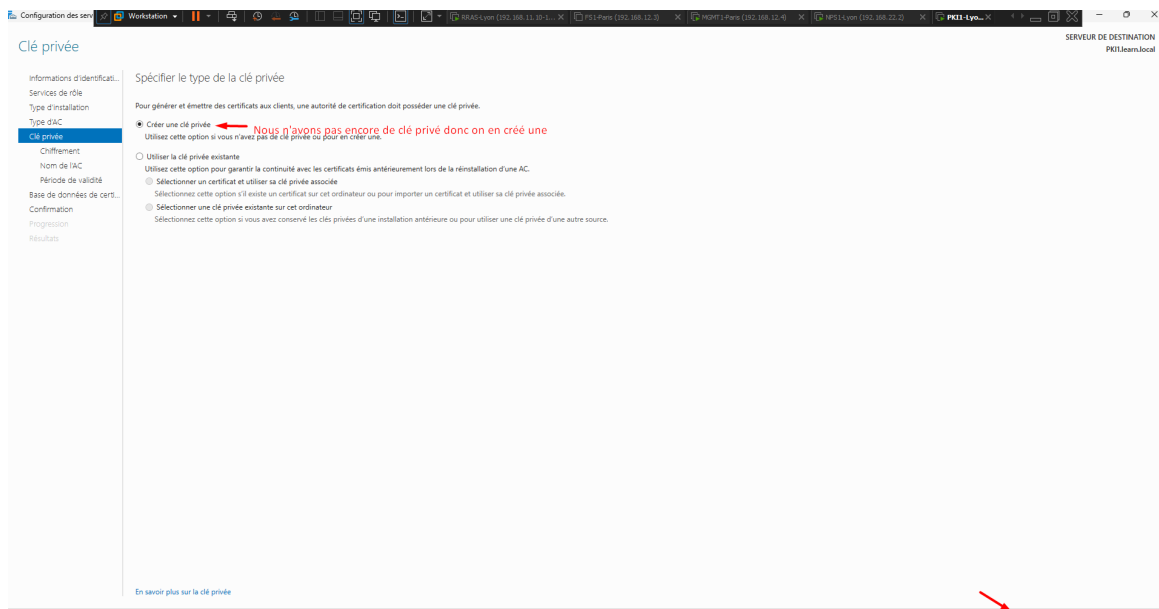 Configuration des serv
Workstation
RRAS-Lyon (192.168.11.10-1...
FS1-Paris (192.168.12.3)
MGMT1-Paris (192.168.12.4)
NPS1-Lyon (192.168.22.2)
PKI1-Lyo...
Clé privée
SERVEUR DE DESTINATION
PKI1.learn.local
Informations d'identificati...
Services de rôle
Type d'installation
Type d'AC
Clé privée
Chiffrement
Nom de l'AC
Période de validité
Base de données de certi...
Confirmation
Progression
Résultats
Spécifier le type de la clé privée
Pour générer et émettre des certificats aux clients, une autorité de certification doit posséder une clé privée.
Créer une clé privée
Nous n'avons pas encore de clé privé donc on en créé une
Utilisez cette option si vous n'avez pas de clé privée ou pour en créer une.
Utiliser la clé privée existante
Utilisez cette option pour garantir la continuité avec les certificats émis antérieurement lors de la réinstallation d'une AC.
Sélectionner un certificat et utiliser sa clé privée associée
Sélectionnez cette option s'il existe un certificat sur cet ordinateur ou pour importer un certificat et utiliser sa clé privée associée.
Sélectionner une clé privée existante sur cet ordinateur
Sélectionnez cette option si vous avez conservé les clés privées d'une installation antérieure ou pour utiliser une clé privée d'une autre source.
En savoir plus sur la clé privée